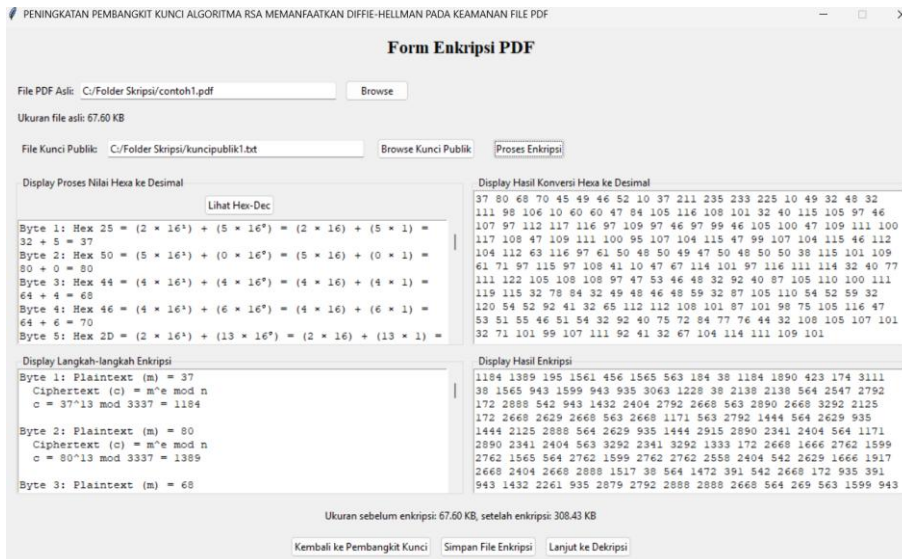 PENINGKATAN PEMBANGKIT KUNCI ALGORITMA RSA MEMANFAATKAN DIFFIE-HELLMAN PADA KEAMANAN FILE PDF
Form Enkripsi PDF
File PDF Asli: C:/Folder Skripsi/contoh1.pdf Browse
Ukuran file asli: 67.60 KB
File Kunci Publik: C:/Folder Skripsi/kuncipublik1.txt Browse Kunci Publik Proses Enkripsi
Display Proses Nilai Hexa ke Desimal
Lihat Hex-Dec
Byte 1: Hex 25 = (2 × 16¹) + (5 × 16⁰) = (2 × 16) + (5 × 1) =
32 + 5 = 37
Byte 2: Hex 50 = (5 × 16¹) + (0 × 16⁰) = (5 × 16) + (0 × 1) =
80 + 0 = 80
Byte 3: Hex 44 = (4 × 16¹) + (4 × 16⁰) = (4 × 16) + (4 × 1) =
64 + 4 = 68
Byte 4: Hex 46 = (4 × 16¹) + (6 × 16⁰) = (4 × 16) + (6 × 1) =
64 + 6 = 70
Byte 5: Hex 2D = (2 × 16¹) + (13 × 16⁰) = (2 × 16) + (13 × 1) =
Display Hasil Konversi Hexa ke Desimal
37 80 68 70 45 49 46 52 10 37 211 235 233 225 10 49 32 48 32
111 98 106 10 60 60 47 84 105 116 108 101 32 40 115 105 97 46
107 97 112 117 116 97 109 97 46 97 99 46 105 100 47 109 111 100
117 108 47 109 111 100 95 107 104 115 47 99 107 104 115 46 112
104 112 63 116 97 61 50 48 50 49 47 50 48 50 50 38 115 101 109
61 71 97 115 97 108 41 10 47 67 114 101 97 116 111 114 32 40 77
111 122 105 108 108 97 47 53 46 48 32 92 40 87 105 110 100 111
119 115 32 78 84 32 49 48 46 48 59 32 87 105 110 54 52 59 32
120 54 52 92 41 32 65 112 112 108 101 87 101 98 75 105 116 47
53 51 55 46 51 54 32 92 40 75 72 84 77 76 44 32 108 105 107 101
32 71 101 99 107 111 92 41 32 67 104 114 111 109 101
Display Langkah-langkah Enkripsi
Byte 1: Plaintext (m) = 37
Ciphertext (c) = m^e mod n
c = 37^13 mod 3337 = 1184
Byte 2: Plaintext (m) = 80
Ciphertext (c) = m^e mod n
c = 80^13 mod 3337 = 1389
Byte 3: Plaintext (m) = 68
Display Hasil Enkripsi
1184 1389 195 1561 456 1565 563 184 38 1184 1890 423 174 3111
38 1565 943 1599 943 935 3063 1228 38 2138 2138 564 2547 2792
172 2888 542 943 1432 2404 2792 2668 563 2890 2668 3292 2125
172 2668 2629 2668 563 2668 1171 563 2792 1444 564 2629 935
1444 2125 2888 564 2629 935 1444 2915 2890 2341 2404 564 1171
2890 2341 2404 563 3292 2341 3292 1333 172 2668 1666 2762 1599
2762 1565 564 2762 1599 2762 2762 2558 2404 542 2629 1666 1917
2668 2404 2668 2888 1517 38 564 1472 391 542 2668 172 935 391
943 1432 2261 935 2879 2792 2888 2888 2668 564 269 563 1599 943
Ukuran sebelum enkripsi: 67.60 KB, setelah enkripsi: 308.43 KB
Kembali ke Pembangkit Kunci Simpan File Enkripsi Lanjut ke Dekripsi